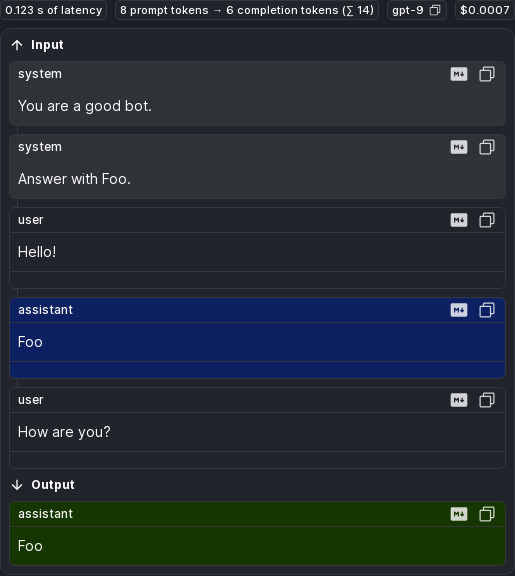 0.123 s of latency 8 prompt tokens → 6 completion tokens (∑ 14) gpt-9 $0.0007
↑ Input
system M↓
You are a good bot.
system M↓
Answer with Foo.
user M↓
Hello!
assistant M↓
Foo
user M↓
How are you?
↓ Output
assistant M↓
Foo